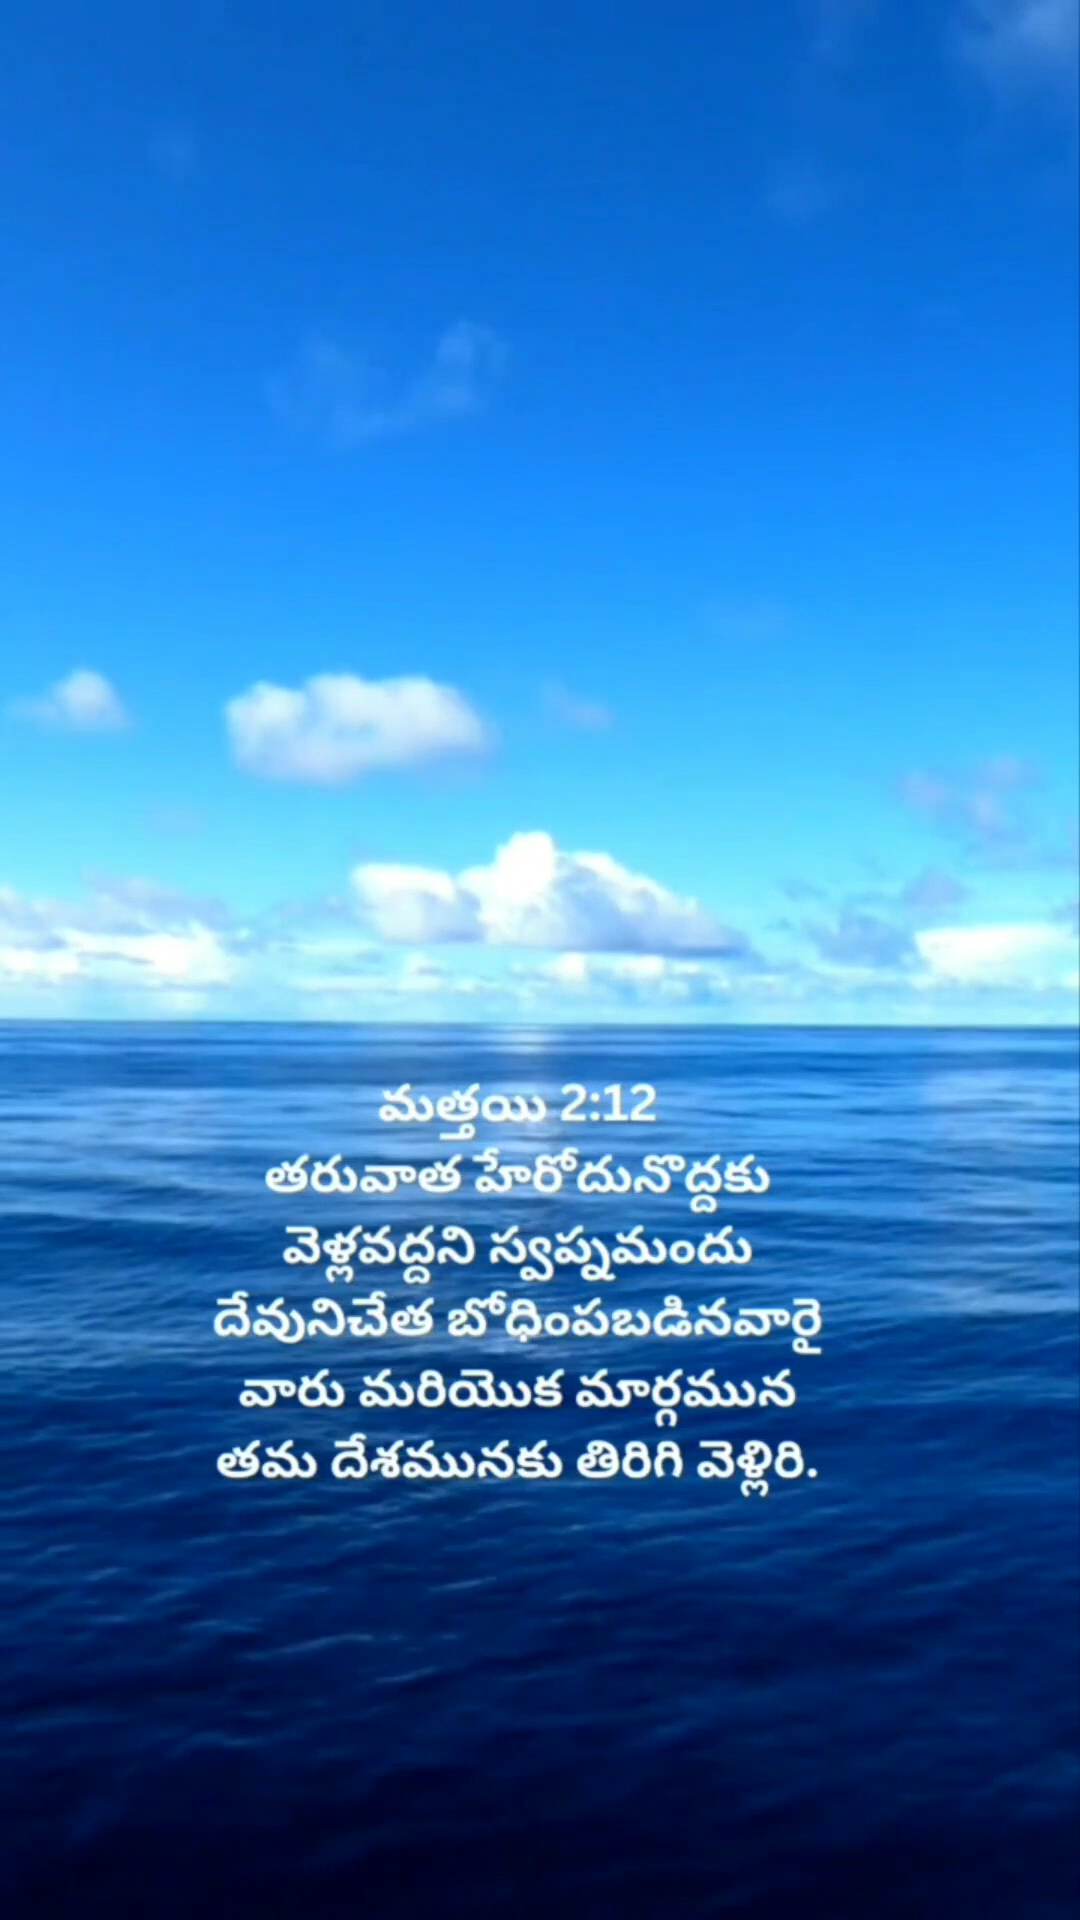 మత్తయి 2:12
తరువాత హేరోదునొద్దకు
వెళ్లవద్దని స్వప్నమందు
దేవునిచేత బోధింపబడినవారై
వారు మరియొక మార్గమున
తమ దేశమునకు తిరిగి వెళ్లిరి.